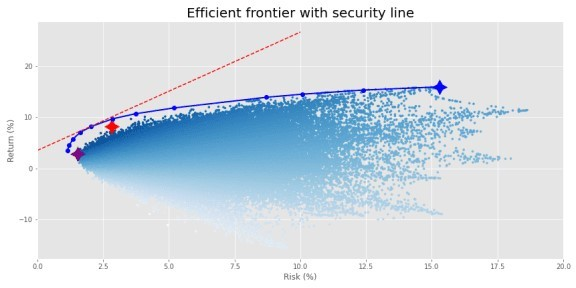 Efficient frontier with security line
Return (%)
20
10
0
−10
0.0 2.5 5.0 7.5 10.0 12.5 15.0 17.5 20.0
Risk (%)